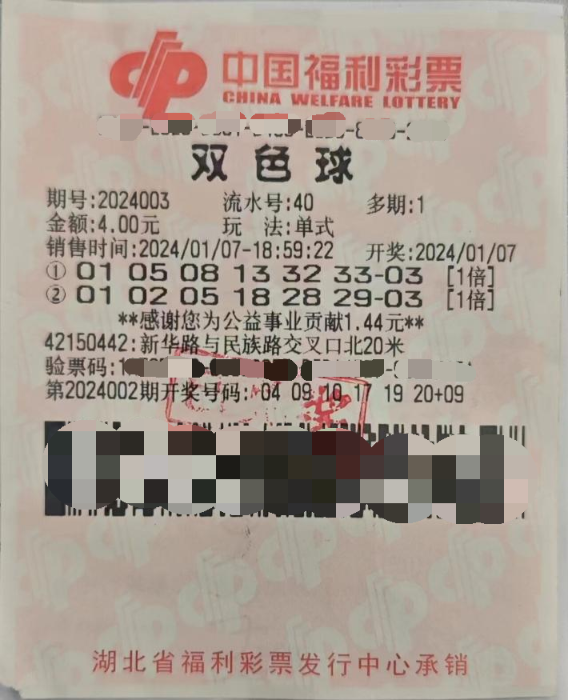 中国福利彩票
CHINA WELFARE LOTTERY
双色球
期号:2024003 流水号:40 多期:1
金额:4.00元 玩 法:单式
销售时间:2024/01/07-18:59:22 开奖:2024/01/07
① 01 05 08 13 32 33-03 [1倍]
② 01 02 05 18 28 29-03 [1倍]
**感谢您为公益事业贡献1.44元**
42150442:新华路与民族路交叉口北20米
验票码:
第2024002期开奖号码: 04 09 10 17 19 20+09
湖北省福利彩票发行中心承销